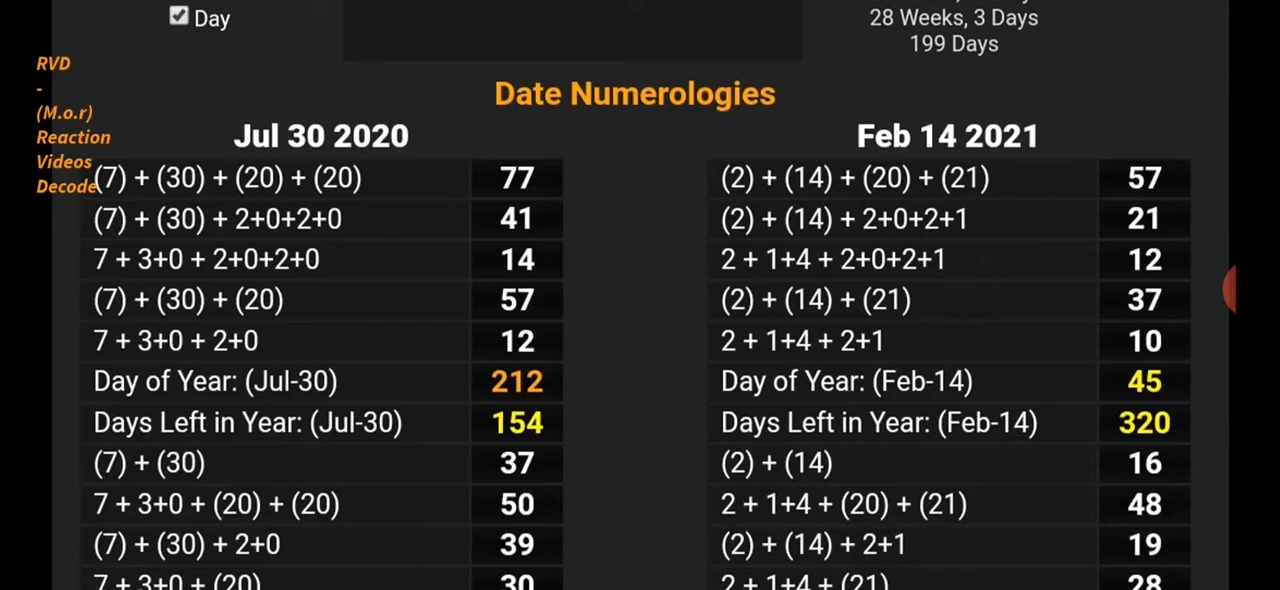 Day
28 Weeks, 3 Days
199 Days
RVD
-
(M.o.r)
Reaction
Videos
Decode
Date Numerologies
Jul 30 2020
(7) + (30) + (20) + (20) 77
(7) + (30) + 2+0+2+0 41
7 + 3+0 + 2+0+2+0 14
(7) + (30) + (20) 57
7 + 3+0 + 2+0 12
Day of Year: (Jul-30) 212
Days Left in Year: (Jul-30) 154
(7) + (30) 37
7 + 3+0 + (20) + (20) 50
(7) + (30) + 2+0 39
7 + 3+0 + (20) 30
Feb 14 2021
(2) + (14) + (20) + (21) 57
(2) + (14) + 2+0+2+1 21
2 + 1+4 + 2+0+2+1 12
(2) + (14) + (21) 37
2 + 1+4 + 2+1 10
Day of Year: (Feb-14) 45
Days Left in Year: (Feb-14) 320
(2) + (14) 16
2 + 1+4 + (20) + (21) 48
(2) + (14) + 2+1 19
2 + 1+4 + (21) 28